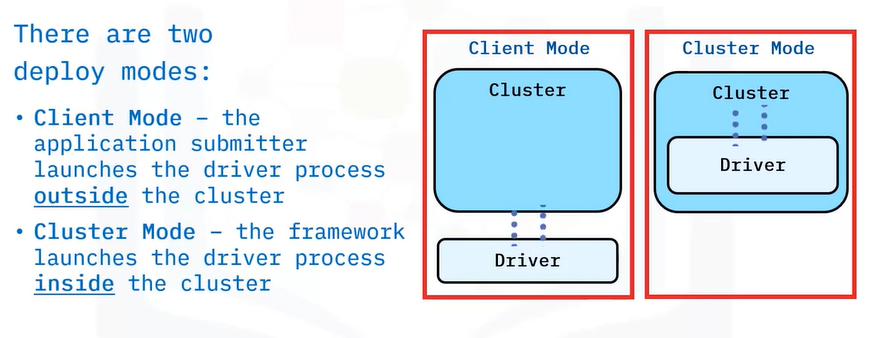 There are two
deploy modes:
• Client Mode – the
application submitter
launches the driver process
outside the cluster
• Cluster Mode – the framework
launches the driver process
inside the cluster
Client Mode
Cluster
Driver
Cluster Mode
Cluster
Driver